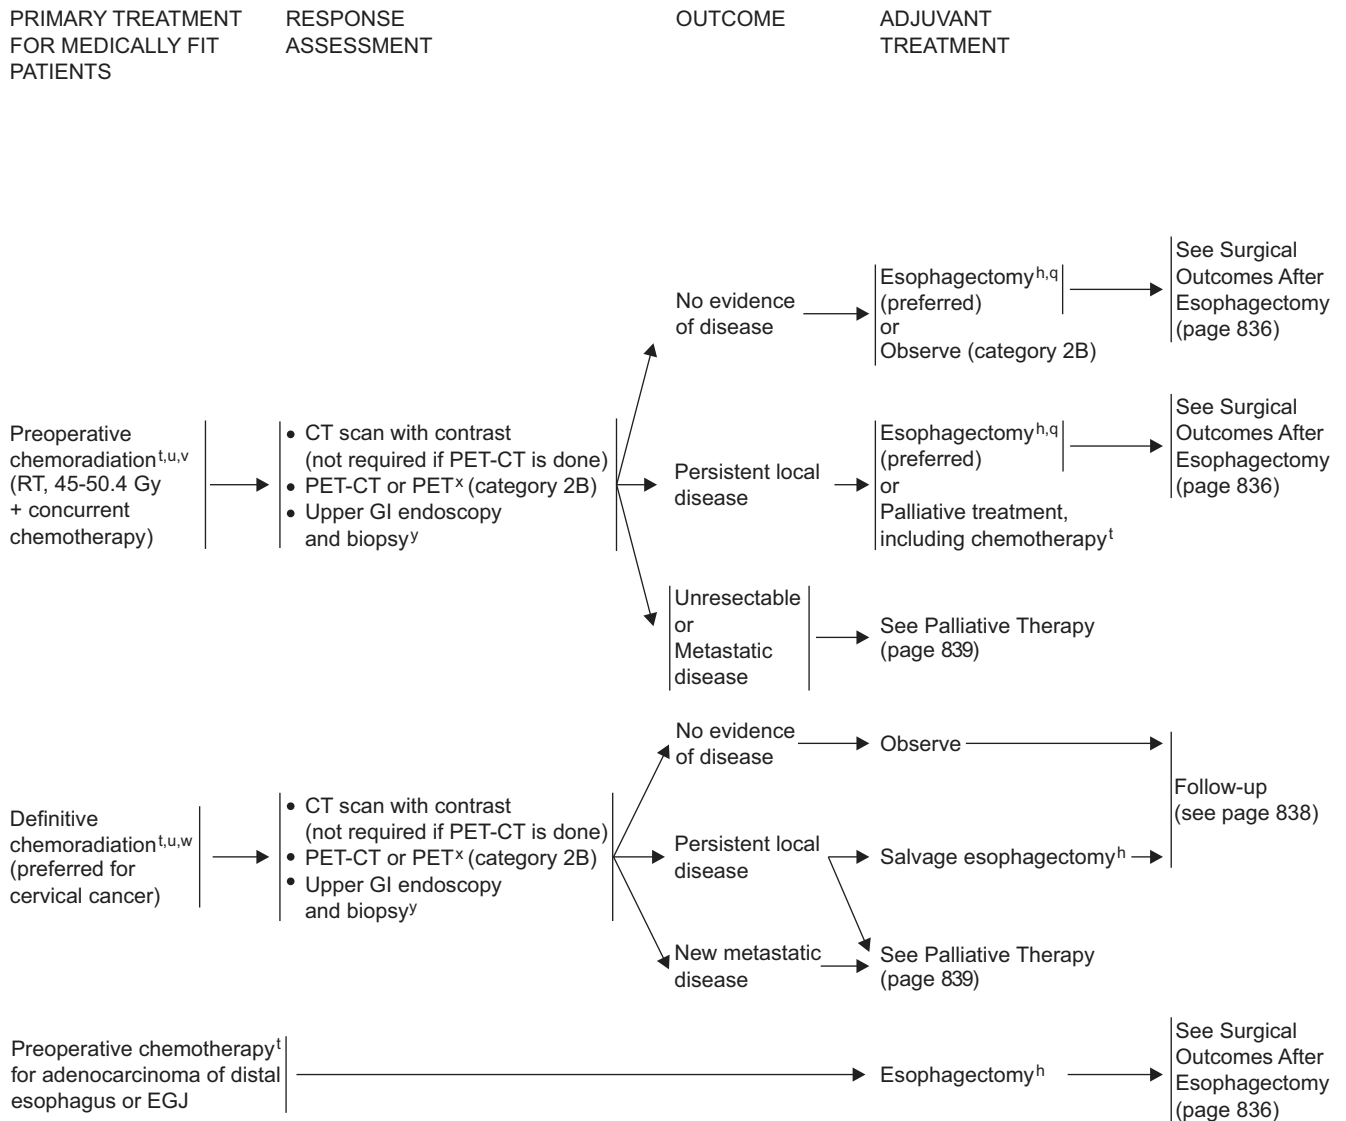 PRIMARY TREATMENT
FOR MEDICALLY FIT
PATIENTS
RESPONSE
ASSESSMENT
OUTCOME
ADJUVANT
TREATMENT
Preoperative
chemoradiationt,u,v
(RT, 45-50.4 Gy
+ concurrent
chemotherapy)
• CT scan with contrast
(not required if PET-CT is done)
• PET-CT or PETx (category 2B)
• Upper GI endoscopy
and biopsyy
No evidence
of disease
Esophagectomyh,q
(preferred)
or
Observe (category 2B)
See Surgical
Outcomes After
Esophagectomy
(page 836)
Persistent local
disease
Esophagectomyh,q
(preferred)
or
Palliative treatment,
including chemotherapyt
See Surgical
Outcomes After
Esophagectomy
(page 836)
Unresectable
or
Metastatic
disease
See Palliative Therapy
(page 839)
Definitive
chemoradiationt,u,w
(preferred for
cervical cancer)
• CT scan with contrast
(not required if PET-CT is done)
• PET-CT or PETx (category 2B)
• Upper GI endoscopy
and biopsyy
No evidence
of disease
Observe
Persistent local
disease
Salvage esophagectomyh
Follow-up
(see page 838)
New metastatic
disease
See Palliative Therapy
(page 839)
Preoperative chemotherapyt
for adenocarcinoma of distal
esophagus or EGJ
Esophagectomyh
See Surgical
Outcomes After
Esophagectomy
(page 836)